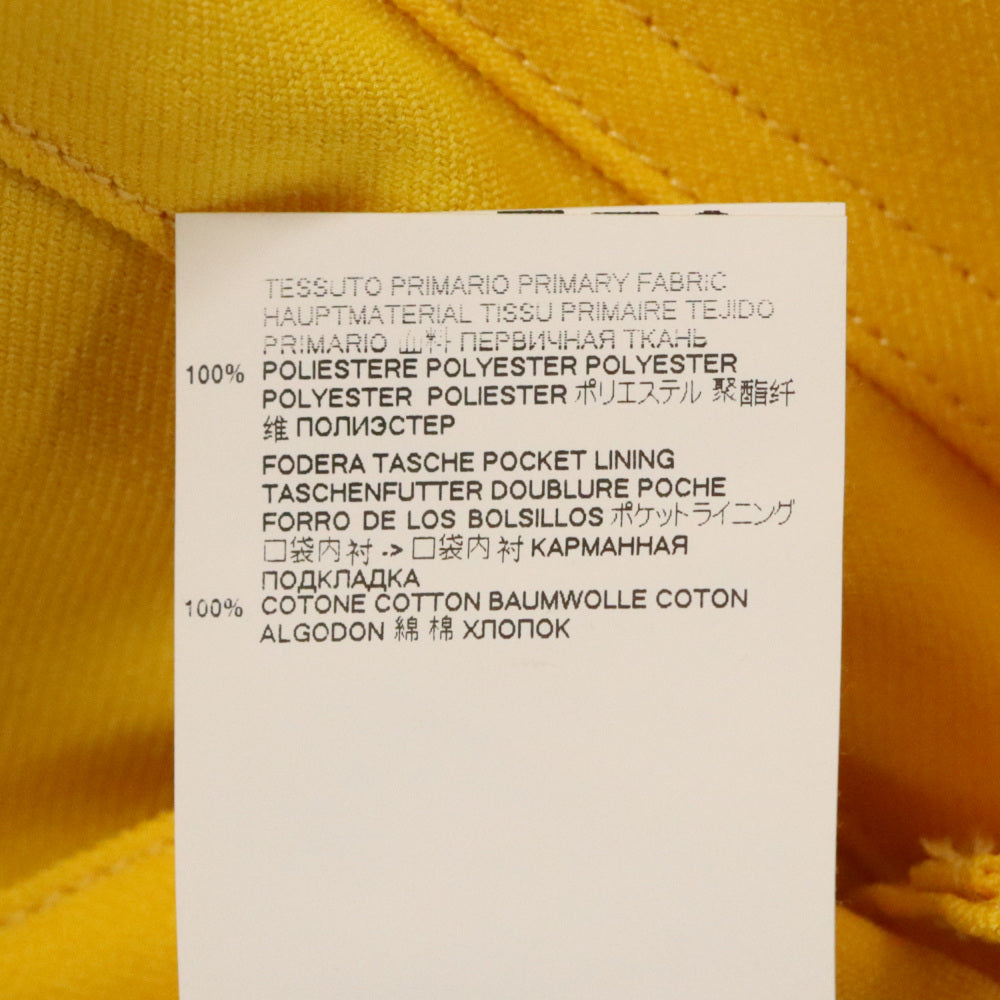 TESSUTO PRIMARIO PRIMARY FABRIC
HAUPTMATERIAL TISSU PRIMAIRE TEJIDO
PRIMARIO 面料 ПЕРВИЧНАЯ ТКАНЬ
100% POLIESTERE POLYESTER POLYESTER
POLYESTER POLIESTER ポリエステル 聚酯纤
维 ПОЛИЭСТЕР
FODERA TASCHE POCKET LINING
TASCHENFUTTER DOUBLURE POCHE
FORRO DE LOS BOLSILLOS ポケットライニング
口袋内衬 -> 口袋内衬 КАРМАННАЯ
ПОДКЛАДКА
100% COTONE COTTON BAUMWOLLE COTON
ALGODON 綿 棉 ХЛОПОК